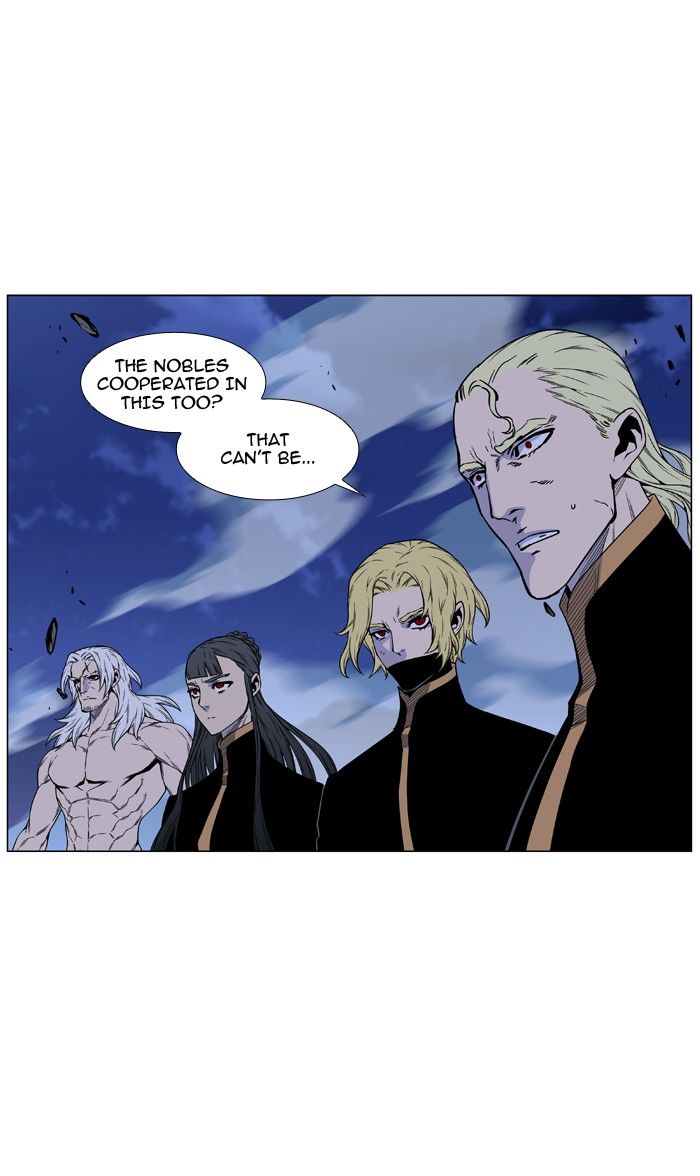 THE NOBLES
COOPERATED IN
THIS TOO?
THAT
CAN'T BE...